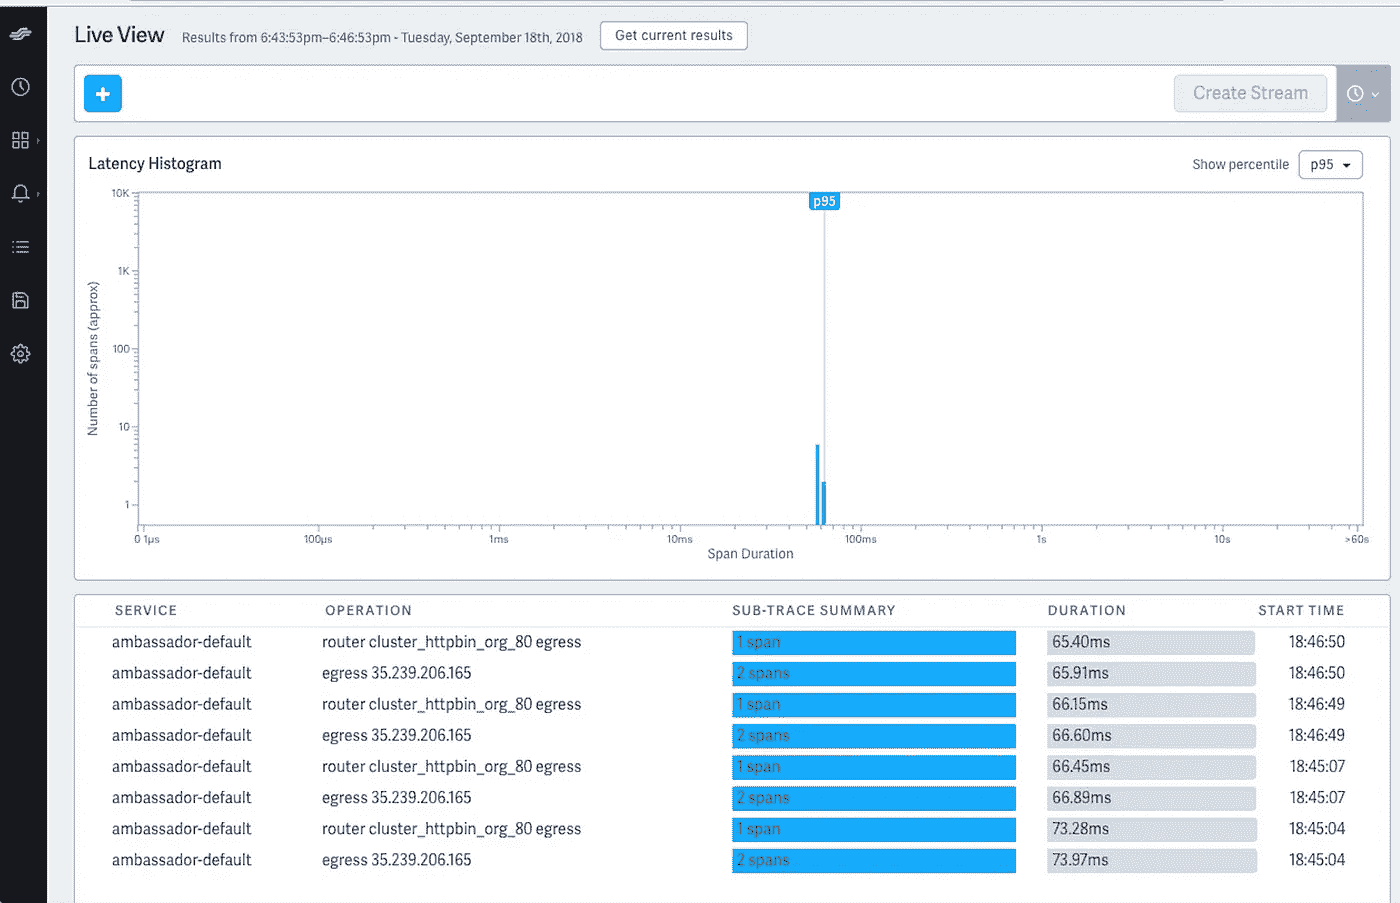 Live View Results from 6:43:53pm–6:46:53pm - Tuesday, September 18th, 2018 Get current results
Create Stream
Latency Histogram Show percentile p95
p95
10K
1K
100
10
1
Number of spans (approx)
0 1μs 100μs 1ms 10ms 100ms 1s 10s >60s
Span Duration
SERVICE OPERATION SUB-TRACE SUMMARY DURATION START TIME
ambassador-default router cluster_httpbin_org_80 egress 1 span 65.40ms 18:46:50
ambassador-default egress 35.239.206.165 2 spans 65.91ms 18:46:50
ambassador-default router cluster_httpbin_org_80 egress 1 span 66.15ms 18:46:49
ambassador-default egress 35.239.206.165 2 spans 66.60ms 18:46:49
ambassador-default router cluster_httpbin_org_80 egress 1 span 66.45ms 18:45:07
ambassador-default egress 35.239.206.165 2 spans 66.89ms 18:45:07
ambassador-default router cluster_httpbin_org_80 egress 1 span 73.28ms 18:45:04
ambassador-default egress 35.239.206.165 2 spans 73.97ms 18:45:04